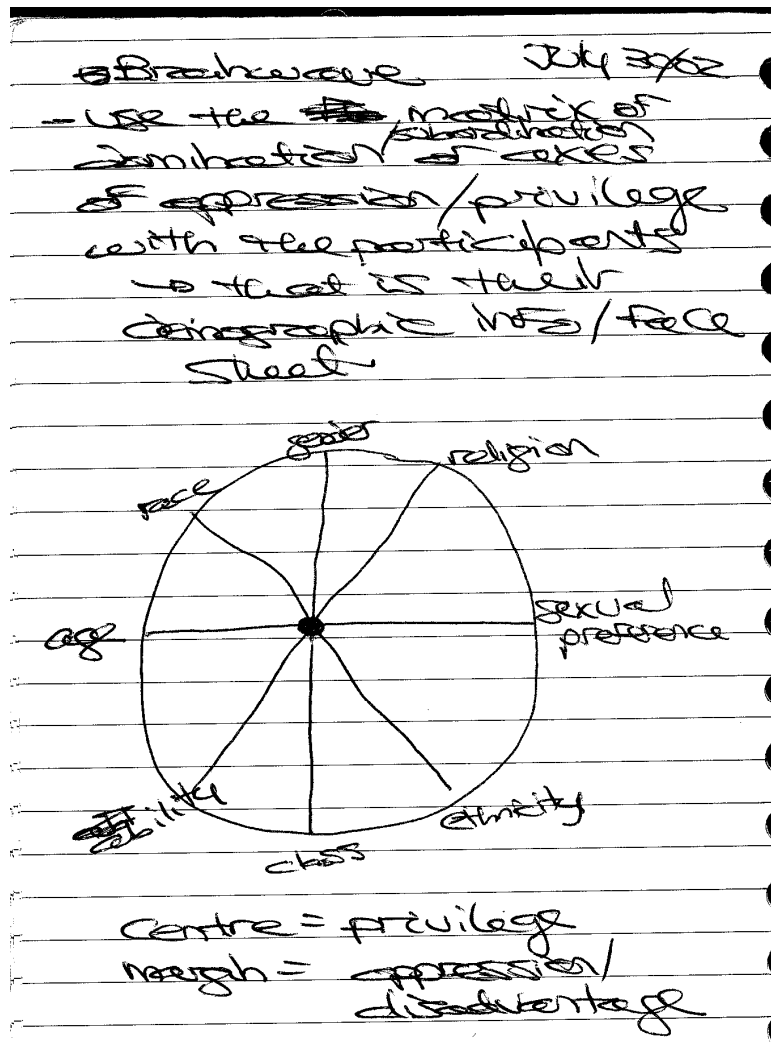 Brainwave July 30/02
- use the matrix of
subordination
domination/ of axes
of oppression/privilege
with the participants
→ that is their
demographic info/face
sheet
gender
religion
race
age
sexual
preference
ability
ethnicity
class
Centre = privilege
margin = oppression/
disadvantage